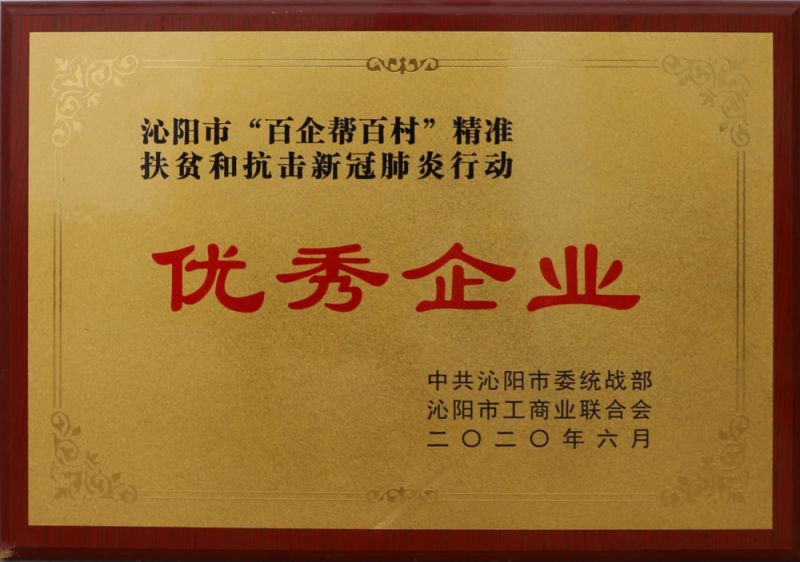 沁阳市“百企帮百村”精准
扶贫和抗击新冠肺炎行动
优秀企业
中共沁阳市委统战部
沁阳市工商业联合会
二〇二〇年六月